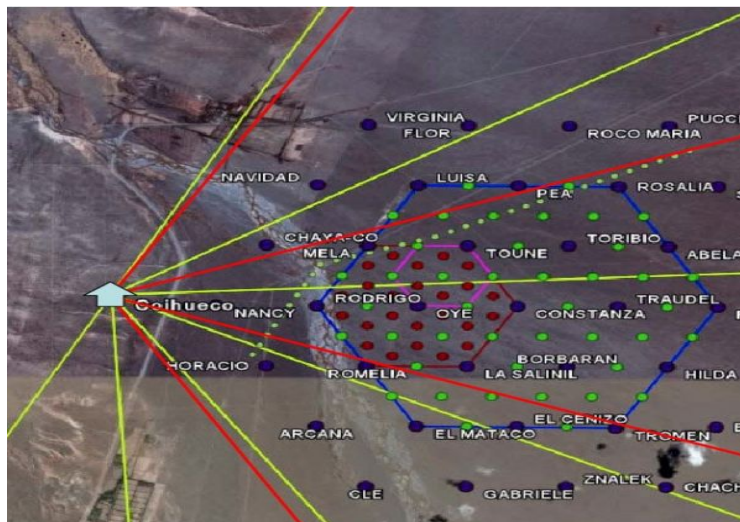 VIRGINIA
FLOR
ROCO MARIA
PUCC
NAVIDAD
LUISA
PEA
ROSALIA
CHAYA-CO
MELA
TOUNE
TORIBIO
ABELA
Coihueco
NANCY
RODRIGO
OYE
CONSTANZA
TRAUDEL
HORACIO
ROMELIA
LA SALINIL
BORBARAN
HILDA
ARCANA
EL MATACO
EL CENIZO
TROMEN
CLE
GABRIELE
ZNALEK
CHACH